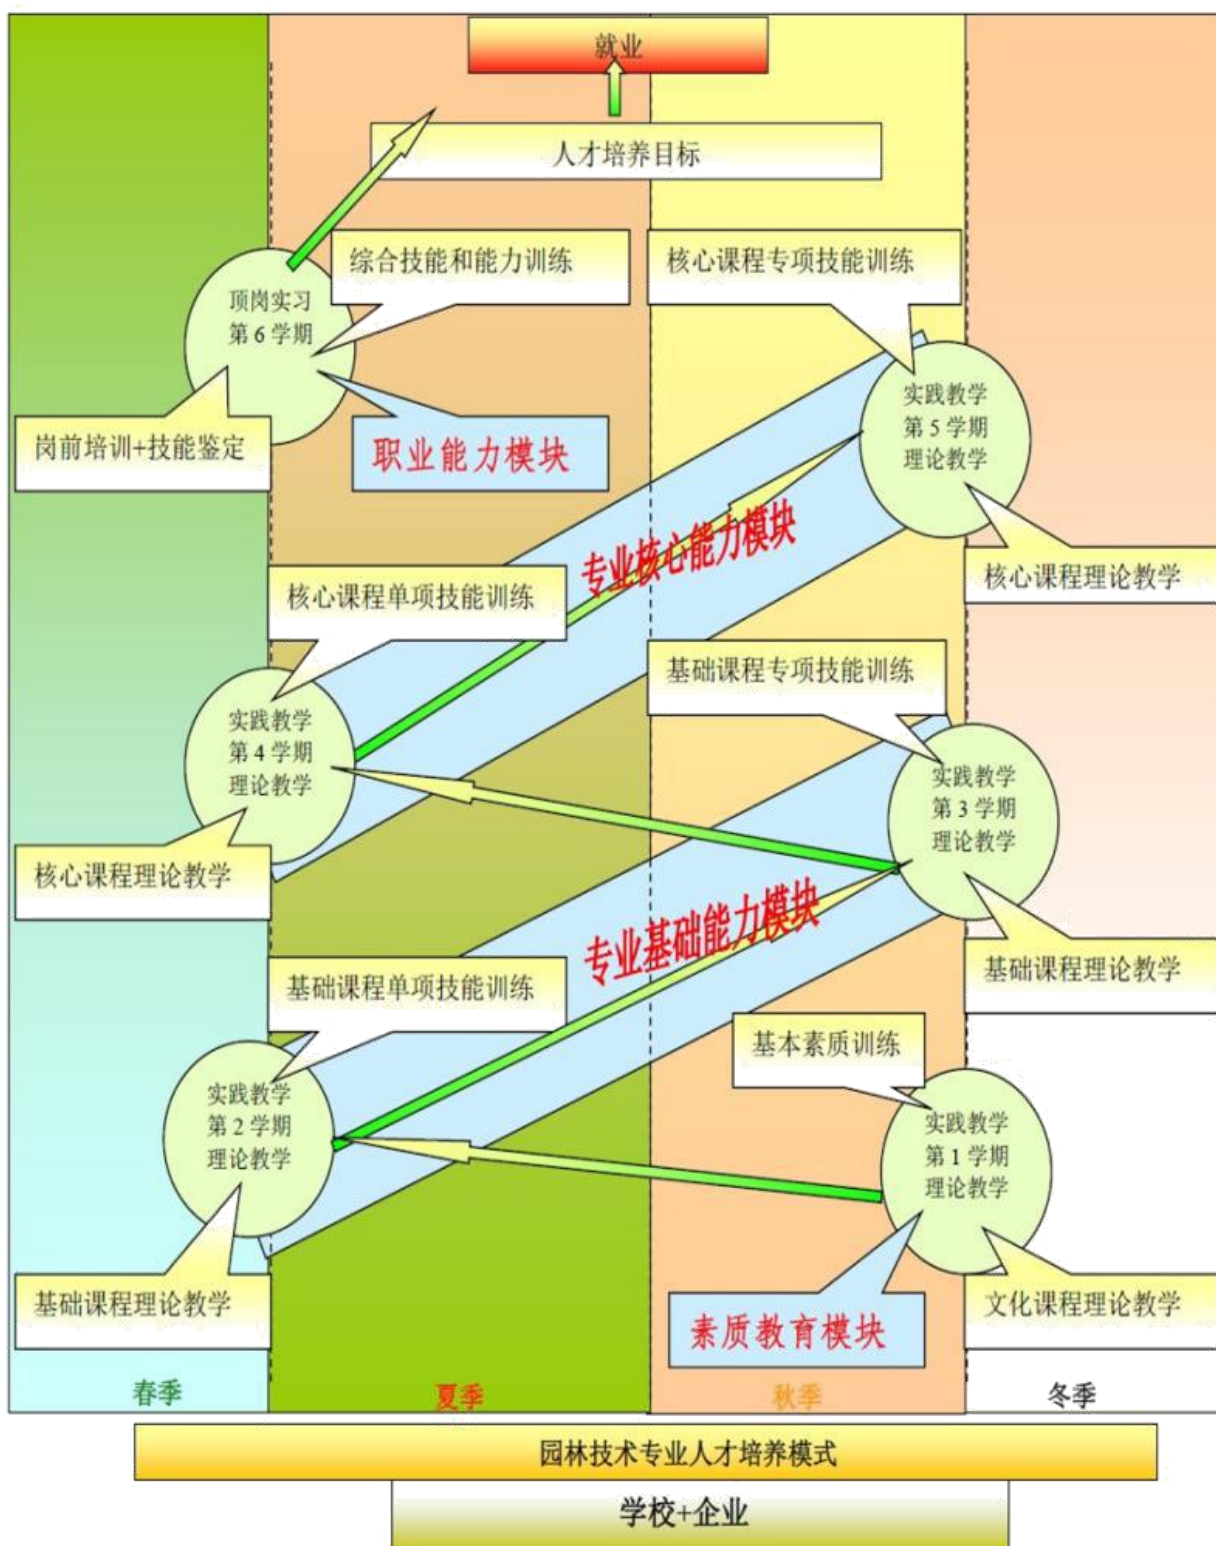 就业
人才培养目标
综合技能和能力训练
核心课程专项技能训练
顶岗实习
第 6 学期
实践教学
第 5 学期
理论教学
岗前培训+技能鉴定
职业能力模块
专业核心能力模块
核心课程理论教学
核心课程单项技能训练
基础课程专项技能训练
实践教学
第 4 学期
理论教学
实践教学
第 3 学期
理论教学
核心课程理论教学
专业基础能力模块
基础课程理论教学
基础课程单项技能训练
基本素质训练
实践教学
第 2 学期
理论教学
实践教学
第 1 学期
理论教学
基础课程理论教学
素质教育模块
文化课程理论教学
春季
夏季
秋季
冬季
园林技术专业人才培养模式
学校+企业